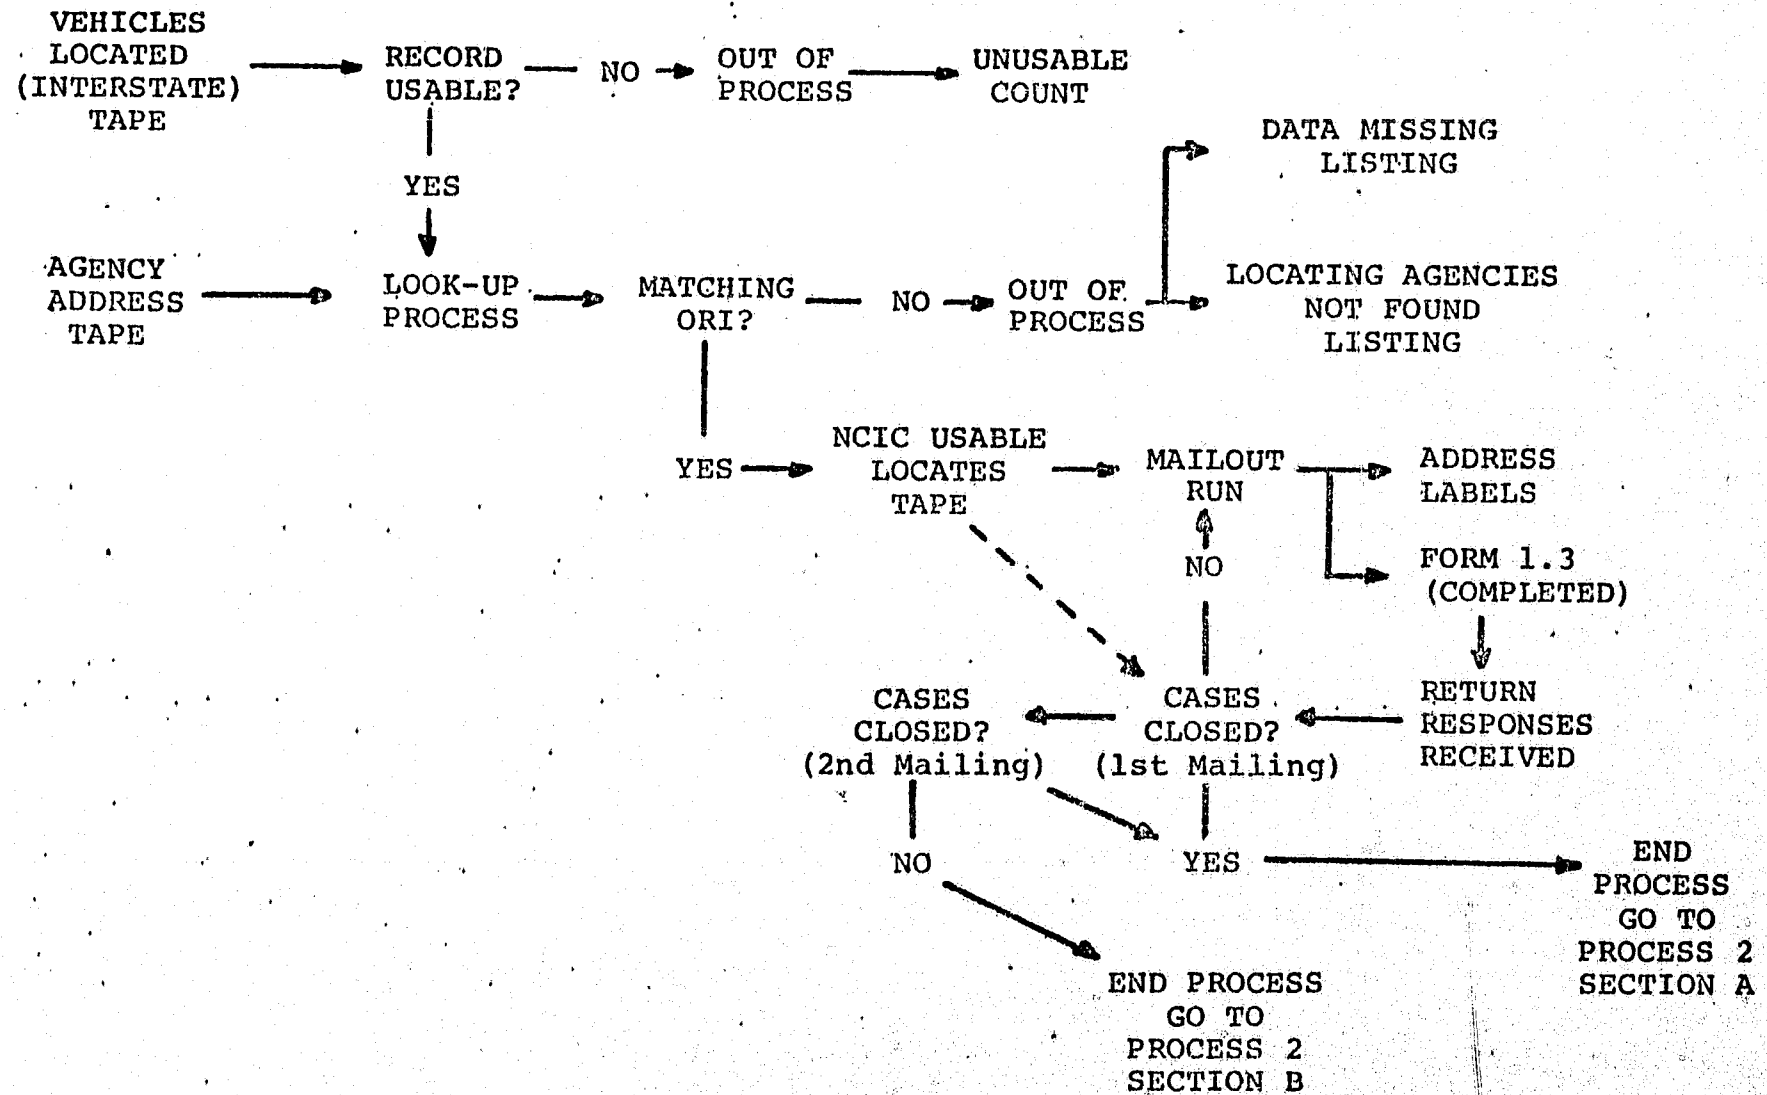 VEHICLES
LOCATED
(INTERSTATE)
TAPE
RECORD
USABLE?
NO
OUT OF
PROCESS
UNUSABLE
COUNT
YES
DATA MISSING
LISTING
AGENCY
ADDRESS
TAPE
LOOK-UP
PROCESS
MATCHING
ORI?
NO
OUT OF
PROCESS
LOCATING AGENCIES
NOT FOUND
LISTING
YES
NCIC USABLE
LOCATES
TAPE
MAILOUT
RUN
ADDRESS
LABELS
NO
FORM 1.3
(COMPLETED)
CASES
CLOSED?
(2nd Mailing)
CASES
CLOSED?
(1st Mailing)
RETURN
RESPONSES
RECEIVED
NO
YES
END
PROCESS
GO TO
PROCESS 2
SECTION A
END PROCESS
GO TO
PROCESS 2
SECTION B